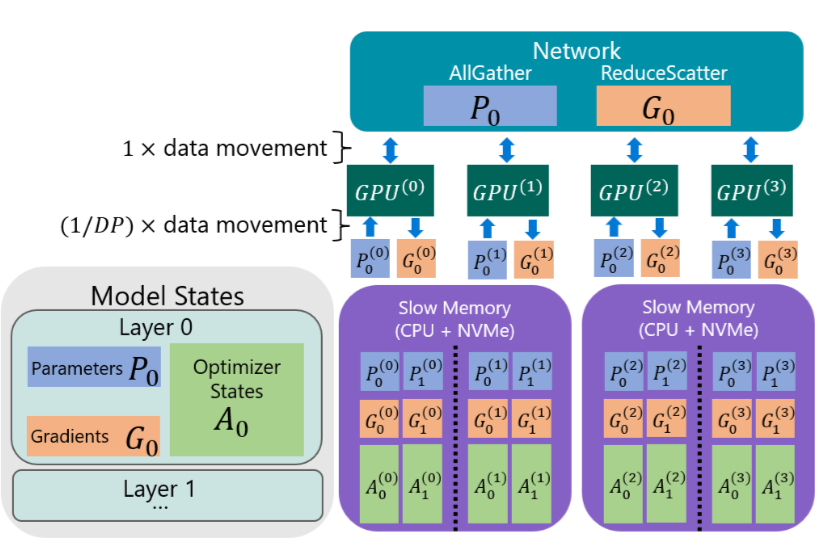 Network
AllGather ReduceScatter
P₀ G₀
1 × data movement
GPU⁽⁰⁾ GPU⁽¹⁾ GPU⁽²⁾ GPU⁽³⁾
(1/DP) × data movement
P₀⁽⁰⁾ G₀⁽⁰⁾ P₀⁽¹⁾ G₀⁽¹⁾ P₀⁽²⁾ G₀⁽²⁾ P₀⁽³⁾ G₀⁽³⁾
Model States
Layer 0
Parameters P₀
Gradients G₀
Optimizer
States
A₀
Layer 1
...
Slow Memory
(CPU + NVMe)
P₀⁽⁰⁾ P₁⁽⁰⁾ P₀⁽¹⁾ P₁⁽¹⁾
G₀⁽⁰⁾ G₁⁽⁰⁾ G₀⁽¹⁾ G₁⁽¹⁾
A₀⁽⁰⁾ A₁⁽⁰⁾ A₀⁽¹⁾ A₁⁽¹⁾
Slow Memory
(CPU + NVMe)
P₀⁽²⁾ P₁⁽²⁾ P₀⁽³⁾ P₁⁽³⁾
G₀⁽²⁾ G₁⁽²⁾ G₀⁽³⁾ G₁⁽³⁾
A₀⁽²⁾ A₁⁽²⁾ A₀⁽³⁾ A₁⁽³⁾